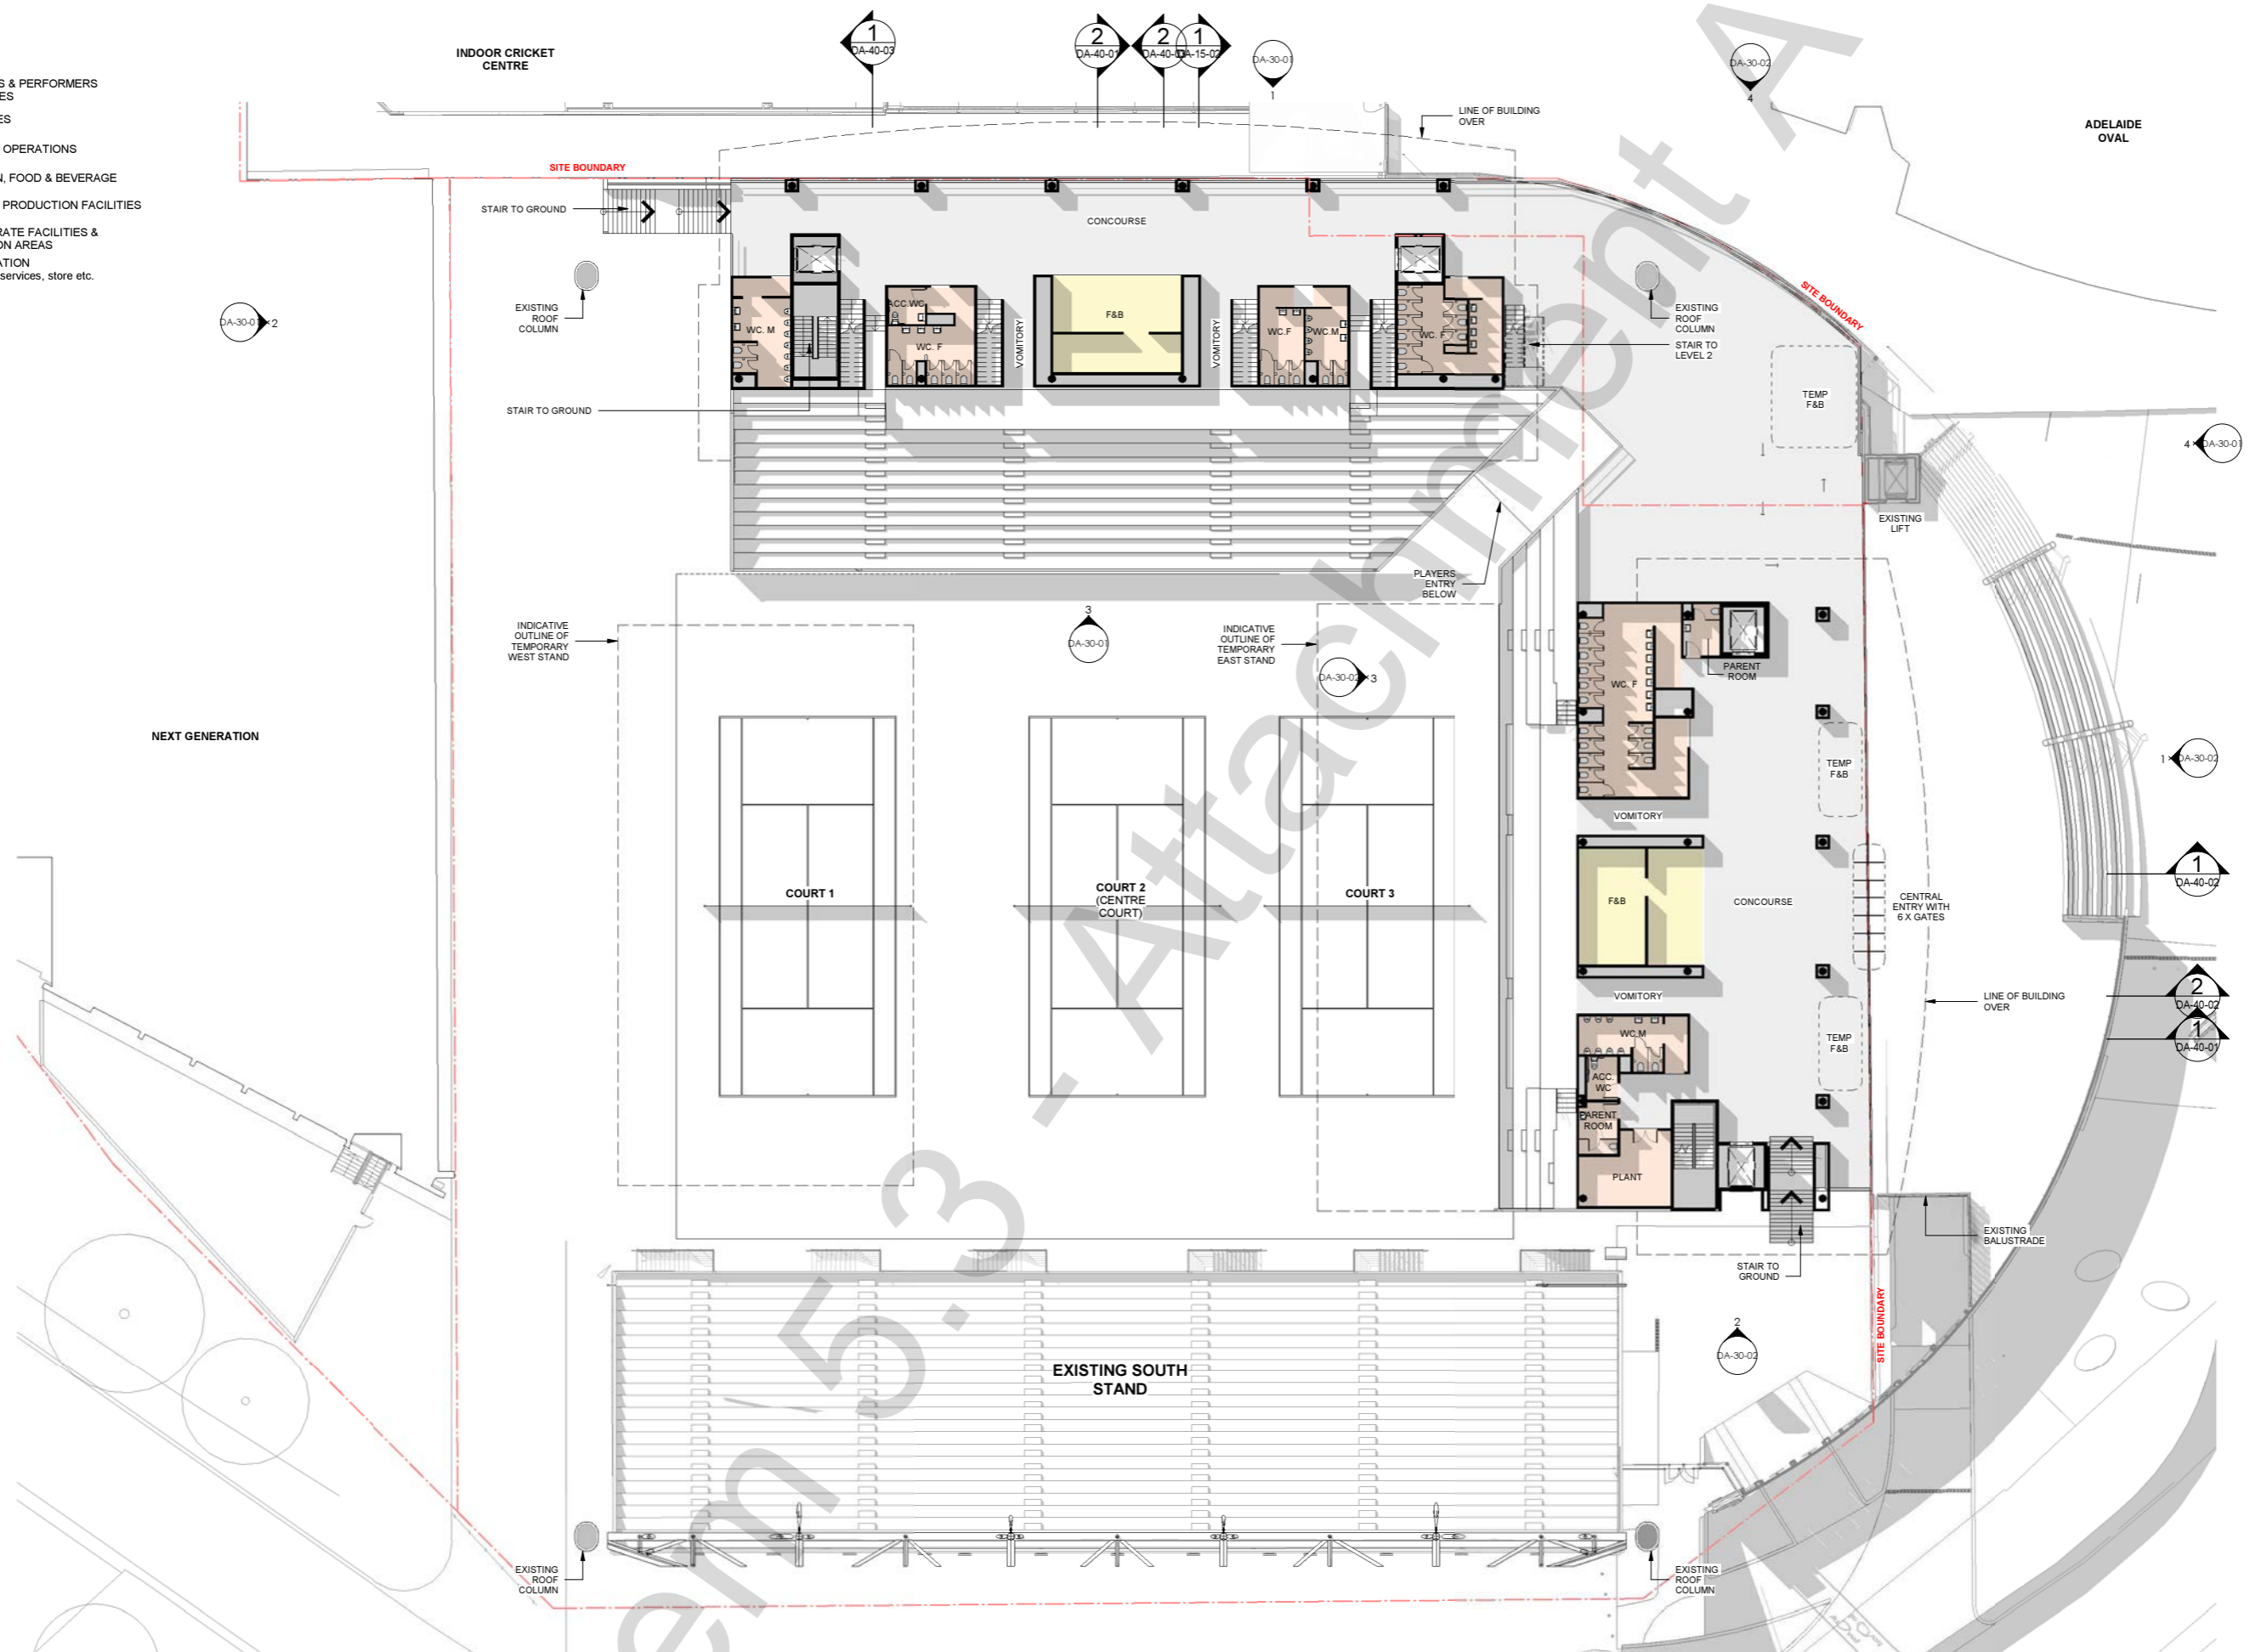 INDOOR CRICKET
CENTRE
1
DA-40-03
2
DA-40-01
2
1
DA-15-02
DA-30-01
1
DA-30-02
4
ADELAIDE
OVAL
S & PERFORMERS
ES
ES
OPERATIONS
N, FOOD & BEVERAGE
PRODUCTION FACILITIES
RATE FACILITIES &
ON AREAS
ATION
services, store etc.
LINE OF BUILDING
OVER
SITE BOUNDARY
STAIR TO GROUND
CONCOURSE
EXISTING
ROOF
COLUMN
DA-30-01
2
WC. M
ACC.WC
WC. F
VOMITORY
F&B
VOMITORY
WC.F
WC.M
WC. F
EXISTING
ROOF
COLUMN
STAIR TO
LEVEL 2
SITE BOUNDARY
STAIR TO GROUND
TEMP
F&B
4
DA-30-01
EXISTING
LIFT
PLAYERS
ENTRY
BELOW
INDICATIVE
OUTLINE OF
TEMPORARY
WEST STAND
3
DA-30-01
INDICATIVE
OUTLINE OF
TEMPORARY
EAST STAND
DA-30-02
3
WC. F
PARENT
ROOM
NEXT GENERATION
TEMP
F&B
1
DA-30-02
VOMITORY
COURT 1
COURT 2
(CENTRE
COURT)
COURT 3
F&B
CONCOURSE
CENTRAL
ENTRY WITH
6 X GATES
1
DA-40-02
VOMITORY
LINE OF BUILDING
OVER
2
DA-40-02
1
DA-40-01
WC.M
TEMP
F&B
ACC.
WC
PARENT
ROOM
PLANT
EXISTING
BALUSTRADE
STAIR TO
GROUND
SITE BOUNDARY
2
DA-30-02
EXISTING SOUTH
STAND
EXISTING
ROOF
COLUMN
EXISTING
ROOF
COLUMN
em 5.3 - Attachment A